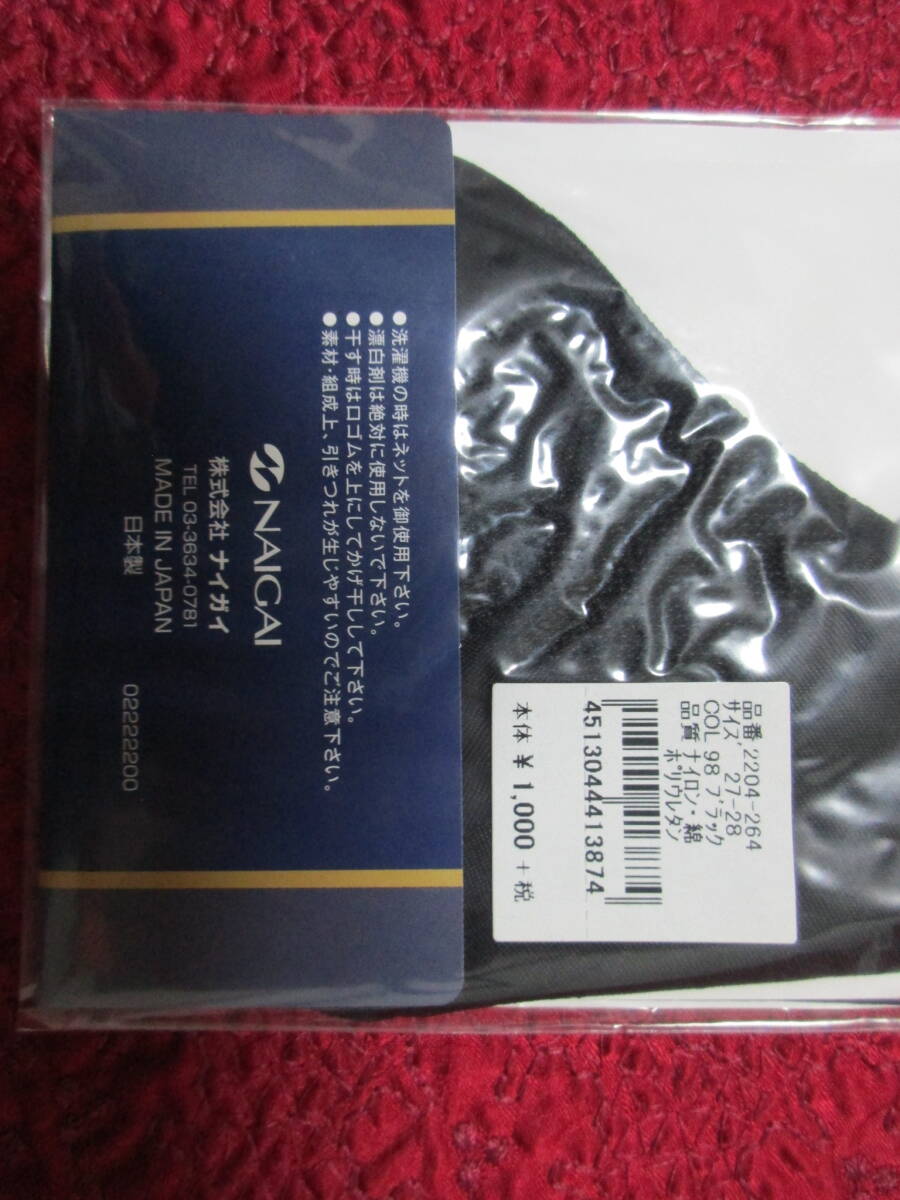 ●洗濯機の時はネットを御使用下さい。
●漂白剤は絶対に使用しないで下さい。
●干す時は口ゴムを上にしてかげ干しして下さい。
●素材・組成上、引きつれが生じやすいのでご注意下さい。
NAIGAI
株式会社 ナイガイ
TEL 03-3634-0781
MADE IN JAPAN
日本製
02222200
品番 2204-264
サイズ 27-28
COL 98 ブラック
品質 ナイロン・綿
ポリウレタン
4513044413874
本体 ¥1,000 +税